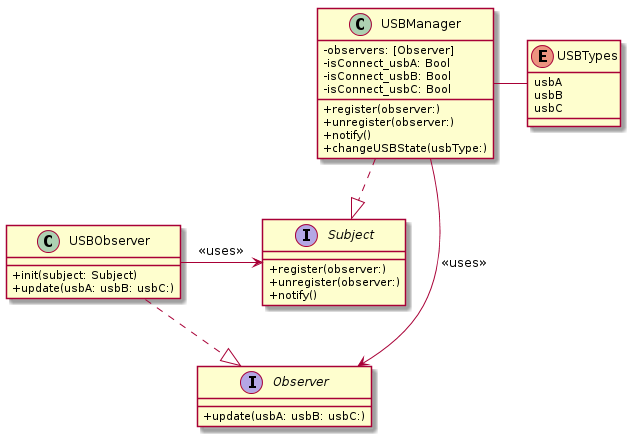 C USBManager
-observers: [Observer]
-isConnect_usbA: Bool
-isConnect_usbB: Bool
-isConnect_usbC: Bool
+register(observer:)
+unregister(observer:)
+notify()
+changeUSBState(usbType:)
E USBTypes
usbA
usbB
usbC
C USBObserver
+init(subject: Subject)
+update(usbA: usbB: usbC:)
«uses»
I Subject
+register(observer:)
+unregister(observer:)
+notify()
«uses»
I Observer
+update(usbA: usbB: usbC:)